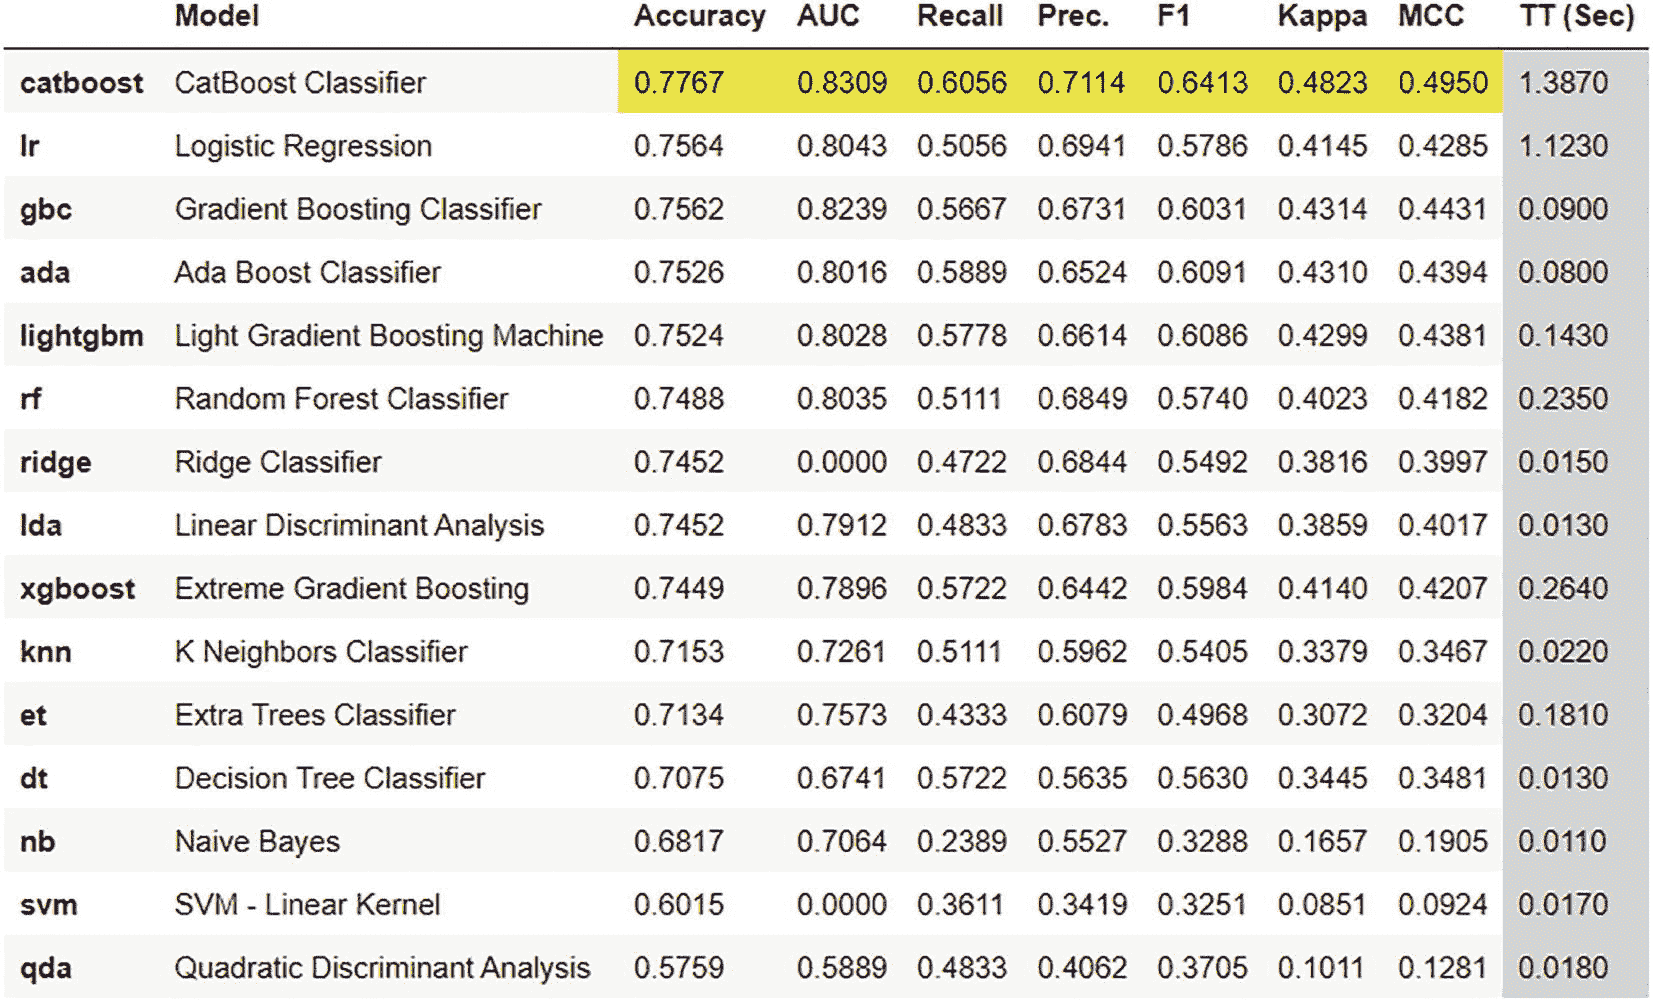 Model Accuracy AUC Recall Prec. F1 Kappa MCC TT (Sec)
catboost CatBoost Classifier 0.7767 0.8309 0.6056 0.7114 0.6413 0.4823 0.4950 1.3870
lr Logistic Regression 0.7564 0.8043 0.5056 0.6941 0.5786 0.4145 0.4285 1.1230
gbc Gradient Boosting Classifier 0.7562 0.8239 0.5667 0.6731 0.6031 0.4314 0.4431 0.0900
ada Ada Boost Classifier 0.7526 0.8016 0.5889 0.6524 0.6091 0.4310 0.4394 0.0800
lightgbm Light Gradient Boosting Machine 0.7524 0.8028 0.5778 0.6614 0.6086 0.4299 0.4381 0.1430
rf Random Forest Classifier 0.7488 0.8035 0.5111 0.6849 0.5740 0.4023 0.4182 0.2350
ridge Ridge Classifier 0.7452 0.0000 0.4722 0.6844 0.5492 0.3816 0.3997 0.0150
lda Linear Discriminant Analysis 0.7452 0.7912 0.4833 0.6783 0.5563 0.3859 0.4017 0.0130
xgboost Extreme Gradient Boosting 0.7449 0.7896 0.5722 0.6442 0.5984 0.4140 0.4207 0.2640
knn K Neighbors Classifier 0.7153 0.7261 0.5111 0.5962 0.5405 0.3379 0.3467 0.0220
et Extra Trees Classifier 0.7134 0.7573 0.4333 0.6079 0.4968 0.3072 0.3204 0.1810
dt Decision Tree Classifier 0.7075 0.6741 0.5722 0.5635 0.5630 0.3445 0.3481 0.0130
nb Naive Bayes 0.6817 0.7064 0.2389 0.5527 0.3288 0.1657 0.1905 0.0110
svm SVM - Linear Kernel 0.6015 0.0000 0.3611 0.3419 0.3251 0.0851 0.0924 0.0170
qda Quadratic Discriminant Analysis 0.5759 0.5889 0.4833 0.4062 0.3705 0.1011 0.1281 0.0180